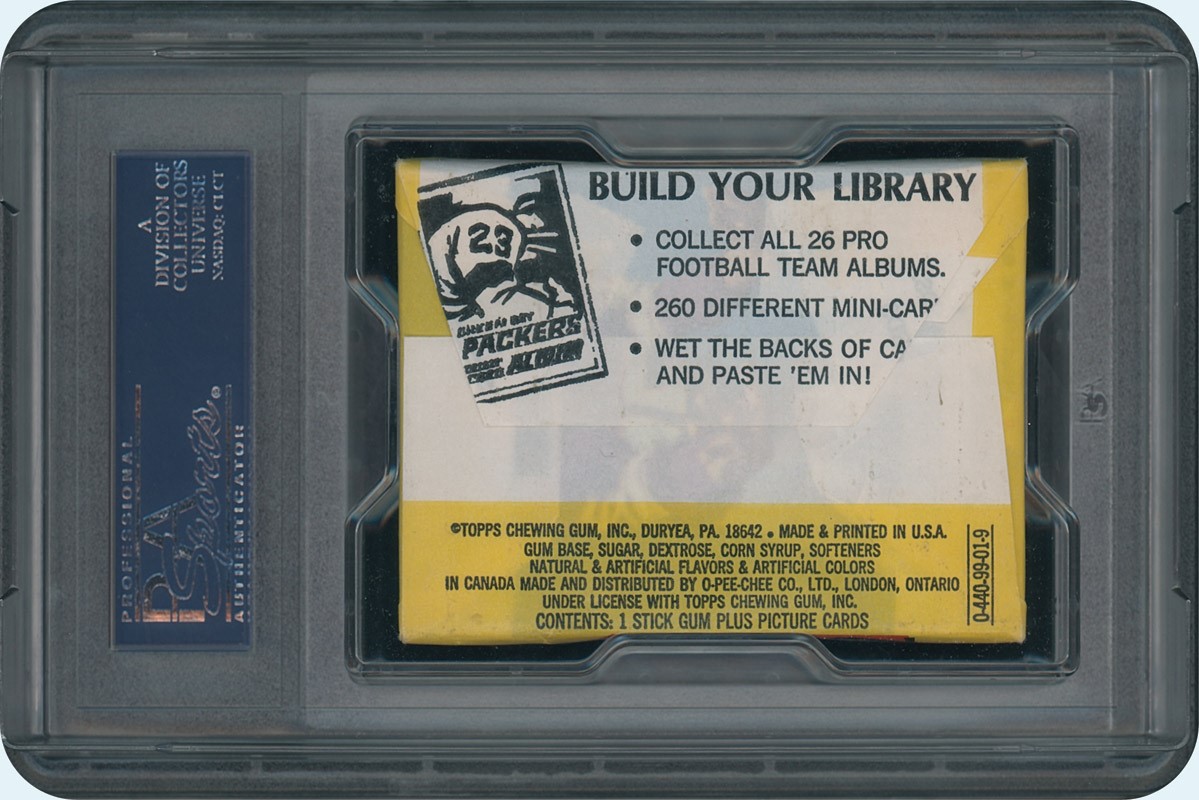 A
DIVISION OF
COLLECTORS
UNIVERSE
NASDAQ: CLCT
PROFESSIONAL
PSA
Sports®
AUTHENTICATOR
23
PACKERS
ALBUM
BUILD YOUR LIBRARY
• COLLECT ALL 26 PRO
FOOTBALL TEAM ALBUMS.
• 260 DIFFERENT MINI-CAR
• WET THE BACKS OF CA
AND PASTE 'EM IN!
©TOPPS CHEWING GUM, INC., DURYEA, PA. 18642 • MADE & PRINTED IN U.S.A.
GUM BASE, SUGAR, DEXTROSE, CORN SYRUP, SOFTENERS
NATURAL & ARTIFICIAL FLAVORS & ARTIFICIAL COLORS
IN CANADA MADE AND DISTRIBUTED BY O-PEE-CHEE CO., LTD., LONDON, ONTARIO
UNDER LICENSE WITH TOPPS CHEWING GUM, INC.
CONTENTS: 1 STICK GUM PLUS PICTURE CARDS
0-440-99-01-9